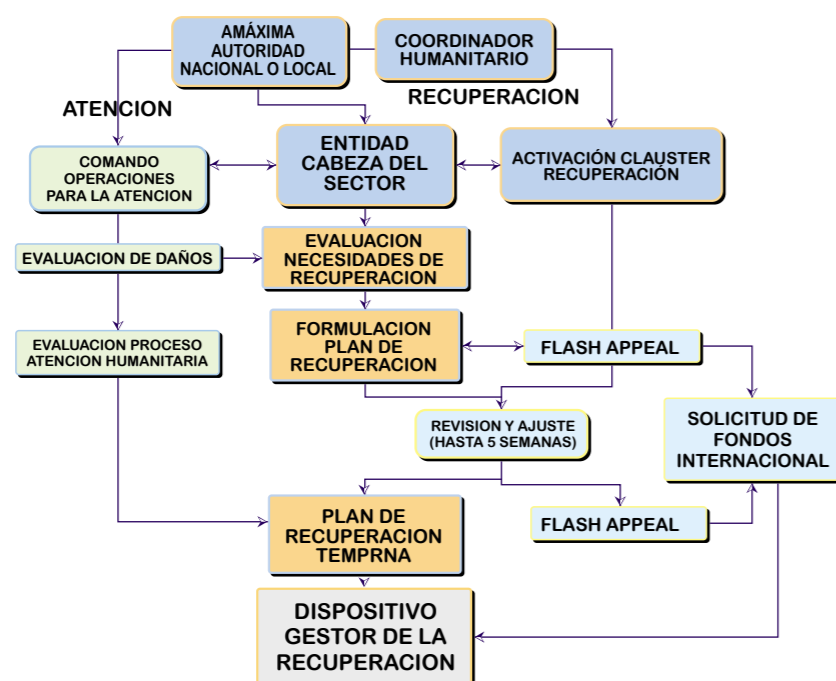 AMÁXIMA
AUTORIDAD
NACIONAL O LOCAL
COORDINADOR
HUMANITARIO
ATENCION
RECUPERACION
COMANDO
OPERACIONES
PARA LA ATENCION
ENTIDAD
CABEZA DEL
SECTOR
ACTIVACIÓN CLAUSTER
RECUPERACIÓN
EVALUACION DE DAÑOS
EVALUACION
NECESIDADES DE
RECUPERACION
EVALUACION PROCESO
ATENCION HUMANITARIA
FORMULACION
PLAN DE
RECUPERACION
FLASH APPEAL
REVISION Y AJUSTE
(HASTA 5 SEMANAS)
SOLICITUD DE
FONDOS
INTERNACIONAL
PLAN DE
RECUPERACION
TEMPRNA
FLASH APPEAL
DISPOSITIVO
GESTOR DE LA
RECUPERACION